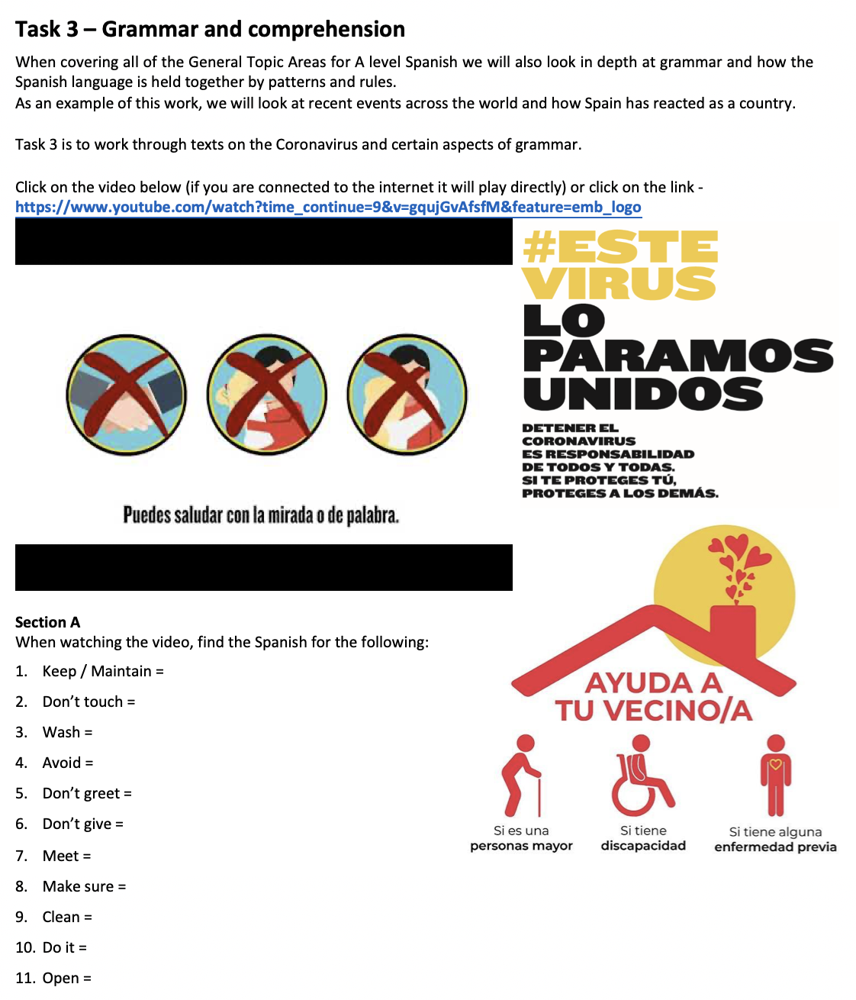 Task 3 – Grammar and comprehension
When covering all of the General Topic Areas for A level Spanish we will also look in depth at grammar and how the
Spanish language is held together by patterns and rules.
As an example of this work, we will look at recent events across the world and how Spain has reacted as a country.
Task 3 is to work through texts on the Coronavirus and certain aspects of grammar.
Click on the video below (if you are connected to the internet it will play directly) or click on the link -
https://www.youtube.com/watch?time_continue=9&v=gqujGvAfsfM&feature=emb_logo
Puedes saludar con la mirada o de palabra.
#ESTE
VIRUS
LO
PARAMOS
UNIDOS
DETENER EL
CORONAVIRUS
ES RESPONSABILIDAD
DE TODOS Y TODAS.
SI TE PROTEGES TÚ,
PROTEGES A LOS DEMÁS.
Section A
When watching the video, find the Spanish for the following:
1. Keep / Maintain =
2. Don’t touch =
3. Wash =
4. Avoid =
5. Don’t greet =
6. Don’t give =
7. Meet =
8. Make sure =
9. Clean =
10. Do it =
11. Open =
AYUDA A
TU VECINO/A
Si es una
personas mayor
Si tiene
discapacidad
Si tiene alguna
enfermedad previa